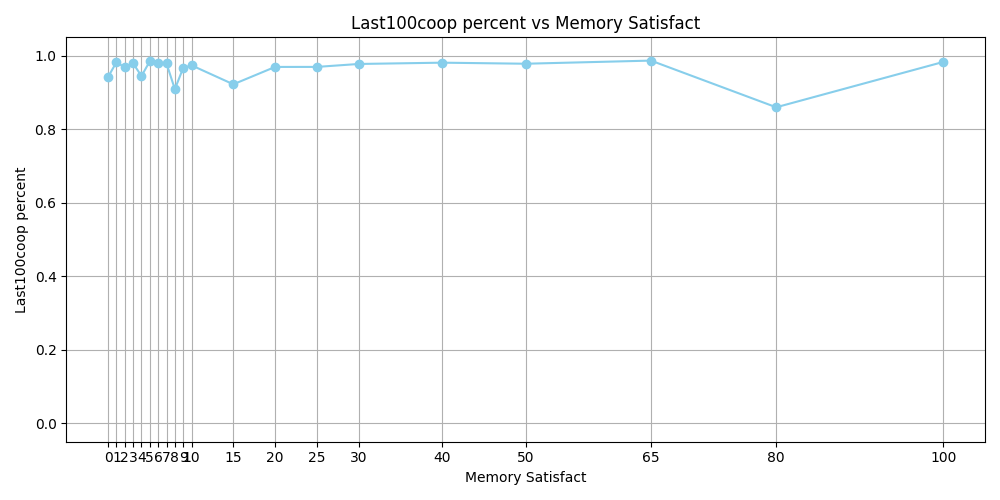 Last100coop percent vs Memory Satisfact
Last100coop percent
1.0
0.8
0.6
0.4
0.2
0.0
0 1 2 3 4 5 6 7 8 9 10 15 20 25 30 40 50 65 80 100
Memory Satisfact